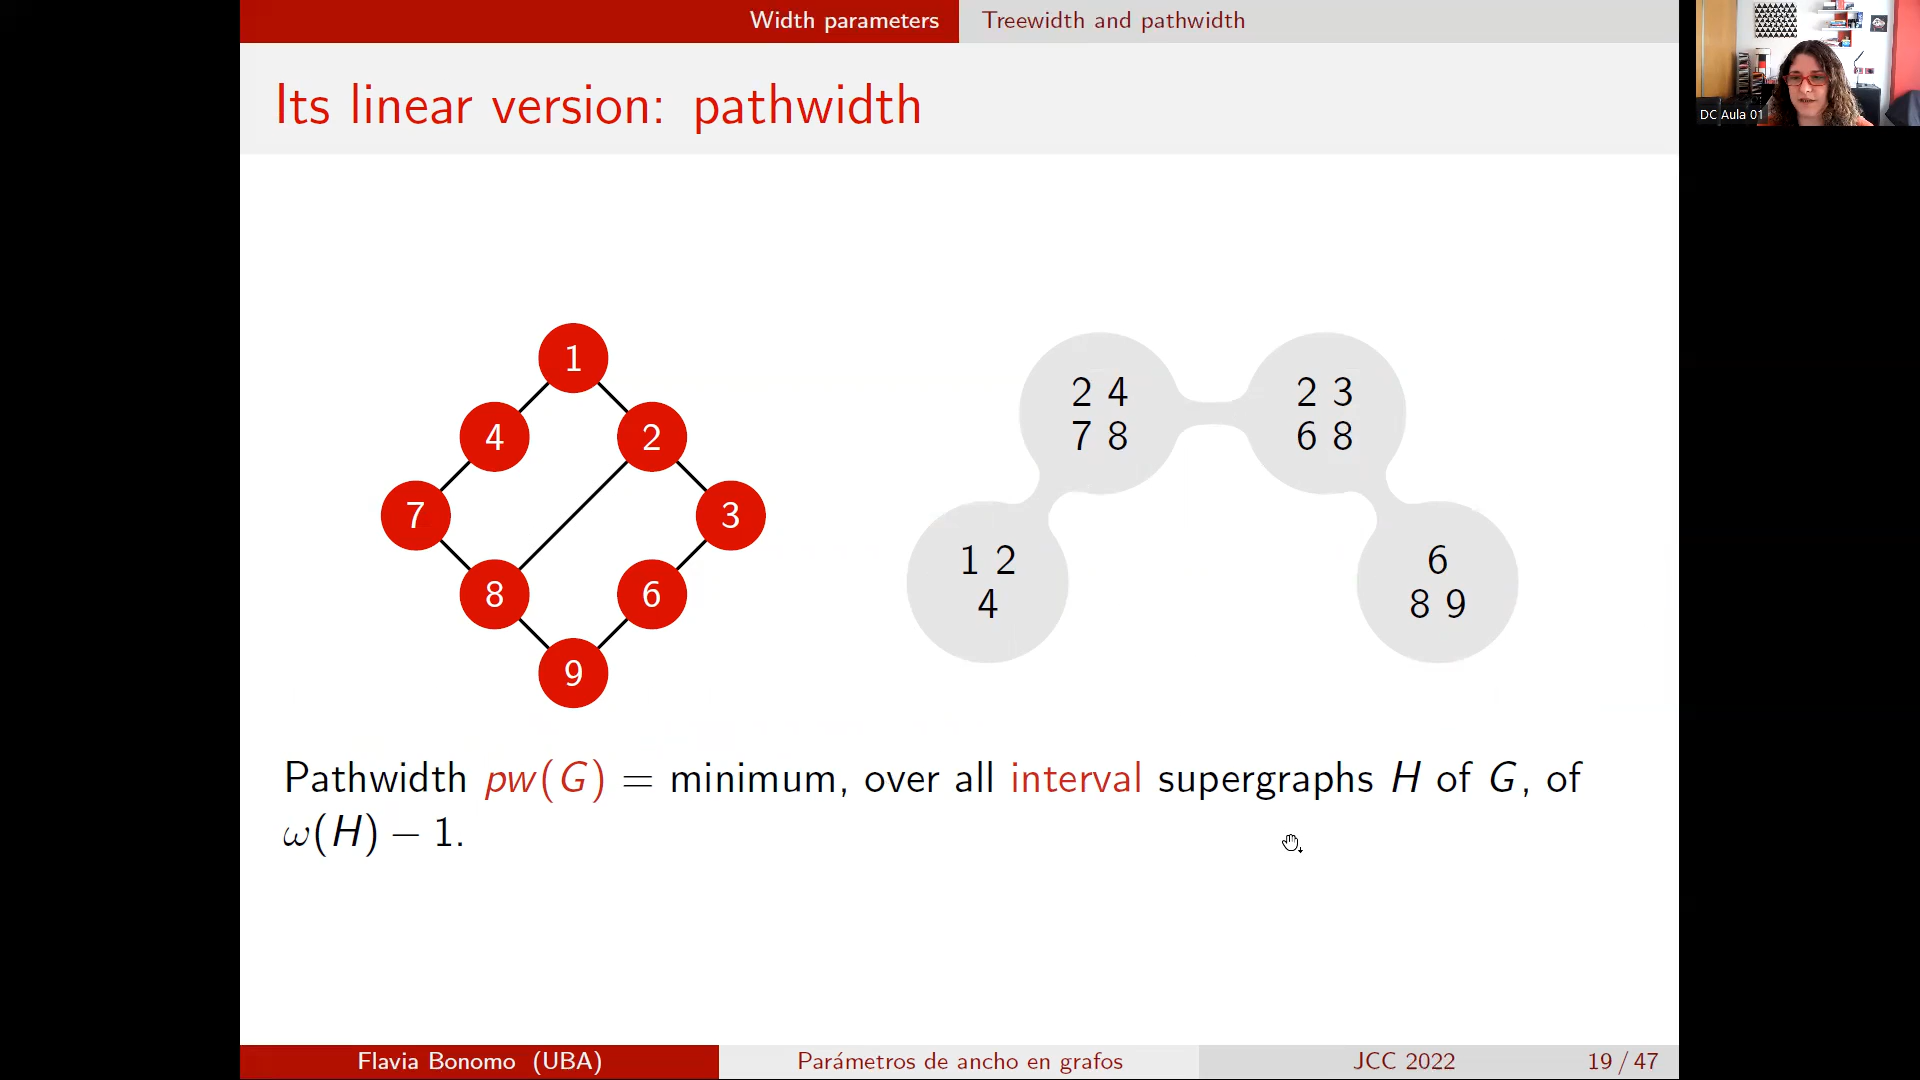 Width parameters
Treewidth and pathwidth
DC Aula 01
Its linear version: pathwidth
1
4
2
7
3
8
6
9
2 4
7 8
2 3
6 8
1 2
4
6
8 9
Pathwidth pw(G) = minimum, over all interval supergraphs H of G, of
ω(H) − 1.
Flavia Bonomo (UBA)
Parámetros de ancho en grafos
JCC 2022
19 / 47